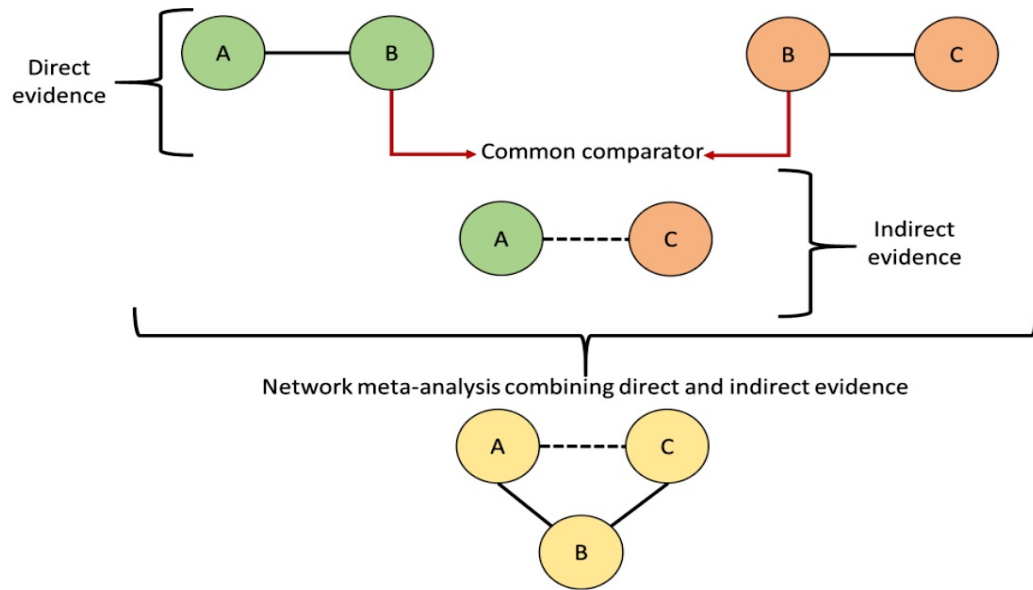 A
B
B
C
Direct
evidence
Common comparator
A
C
Indirect
evidence
Network meta-analysis combining direct and indirect evidence
A
C
B